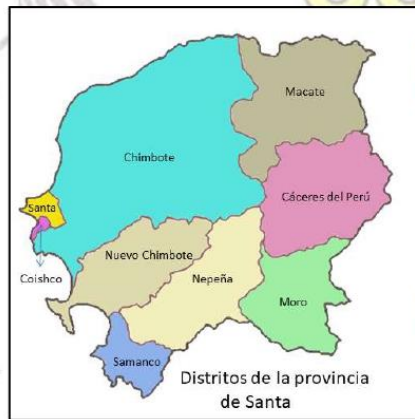 Macate
Chimbote
Cáceres del Perú
Santa
Nuevo Chimbote
Coishco
Nepeña
Moro
Samanco
Distritos de la provincia
de Santa